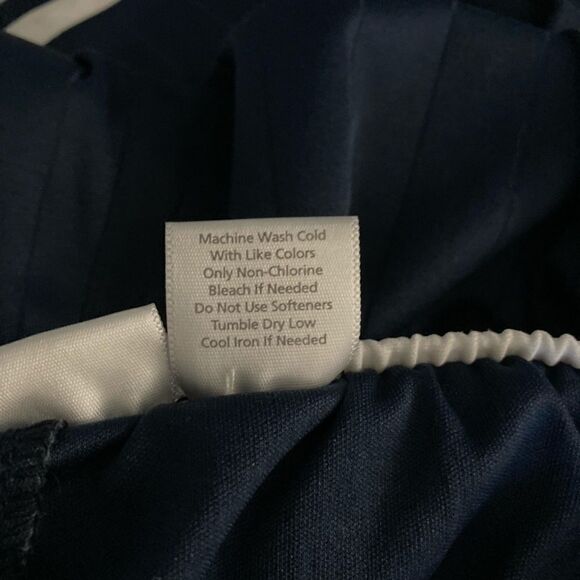 Machine Wash Cold
With Like Colors
Only Non-Chlorine
Bleach If Needed
Do Not Use Softeners
Tumble Dry Low
Cool Iron If Needed